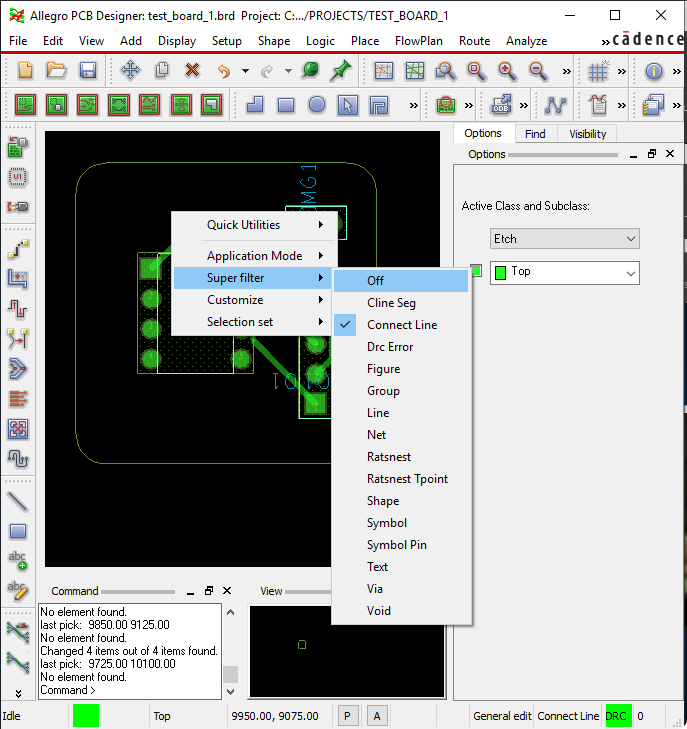 Allegro PCB Designer: test_board_1.brd Project: C:.../PROJECTS/TEST_BOARD_1
File Edit View Add Display Setup Shape Logic Place FlowPlan Route Analyze » cādence
» » »
» » » »
Options Find Visibility
Options
Active Class and Subclass:
Etch
Top
Quick Utilities
Application Mode
Super filter
Customize
Selection set
Off
Cline Seg
Connect Line
Drc Error
Figure
Group
Line
Net
Ratsnest
Ratsnest Tpoint
Shape
Symbol
Symbol Pin
Text
Via
Void
U1
abc
abc
ODB
Command
No element found.
last pick: 9850.00 9125.00
No element found.
Changed 4 items out of 4 items found.
last pick: 9725.00 10100.00
No element found.
Command >
View
Idle Top 9950.00, 9075.00 P A General edit Connect Line DRC 0